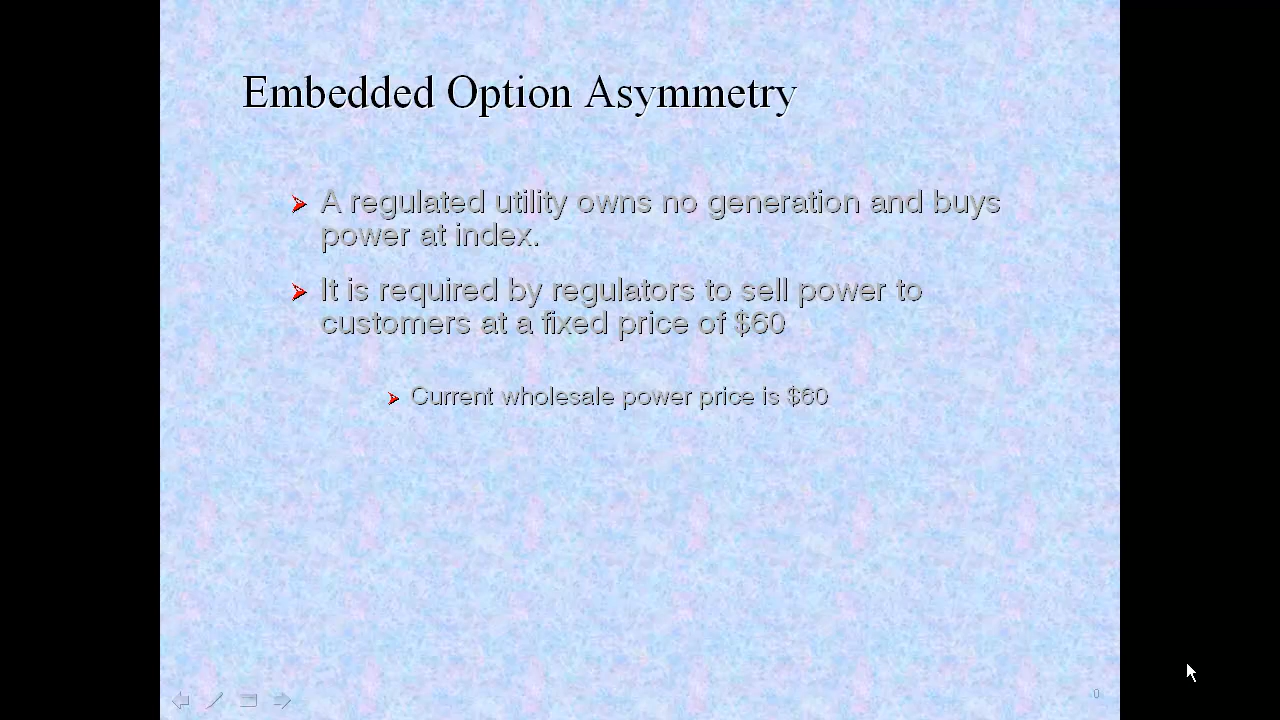 Embedded Option Asymmetry
A regulated utility owns no generation and buys
power at index.
It is required by regulators to sell power to
customers at a fixed price of $60
Current wholesale power price is $60
0